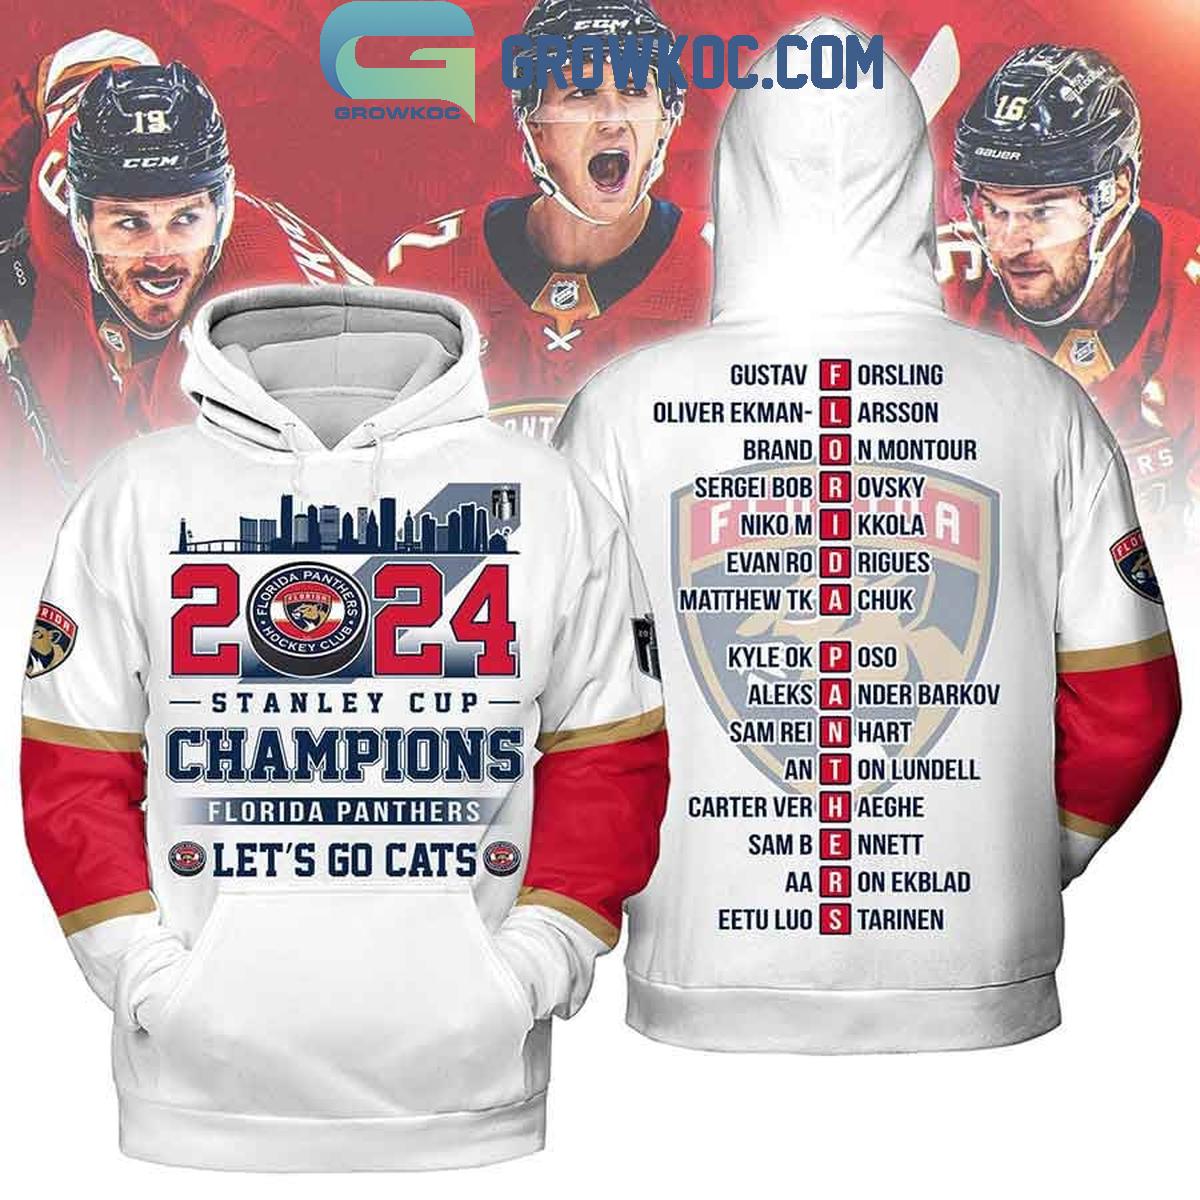 GROWKOC
GROWKOC.COM
19
CCM
CCM
16
BAUER
2024
FLORIDA PANTHERS
FLORIDA
HOCKEY CLUB
STANLEY CUP
CHAMPIONS
FLORIDA PANTHERS
LET'S GO CATS
GUSTAV FORSLING
OLIVER EKMAN-LARSSON
BRANDON MONTOUR
SERGEI BOBROVSKY
FLORIDA
NIKO MIKKOLA
EVAN RODRIGUES
MATTHEW TKACHUK
KYLE OKPOSO
ALEKSANDER BARKOV
SAM REINHART
ANTON LUNDELL
CARTER VERHAEGHE
SAM BENNETT
AARON EKBLAD
EETU LUOSTARINEN